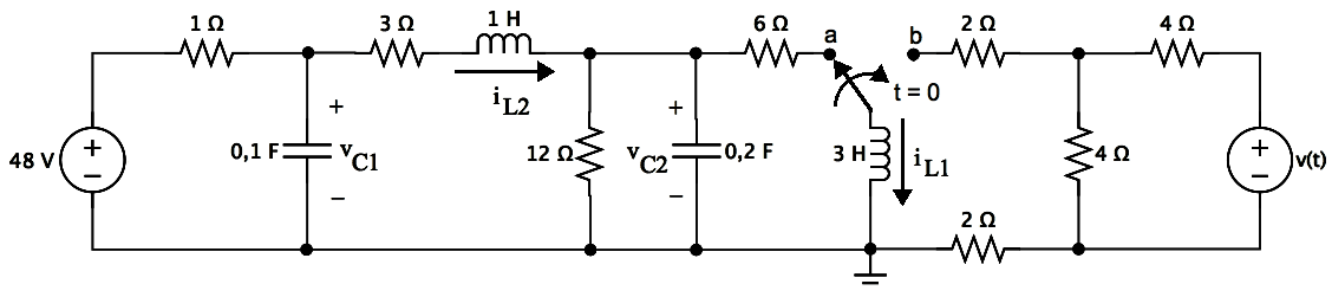 1 Ω 3 Ω 1 H 6 Ω a b 2 Ω 4 Ω
t = 0
i L2
48 V + − 0,1 F + v C1 − 12 Ω + v C2 − 0,2 F 3 H i L1 4 Ω + − v(t)
2 Ω